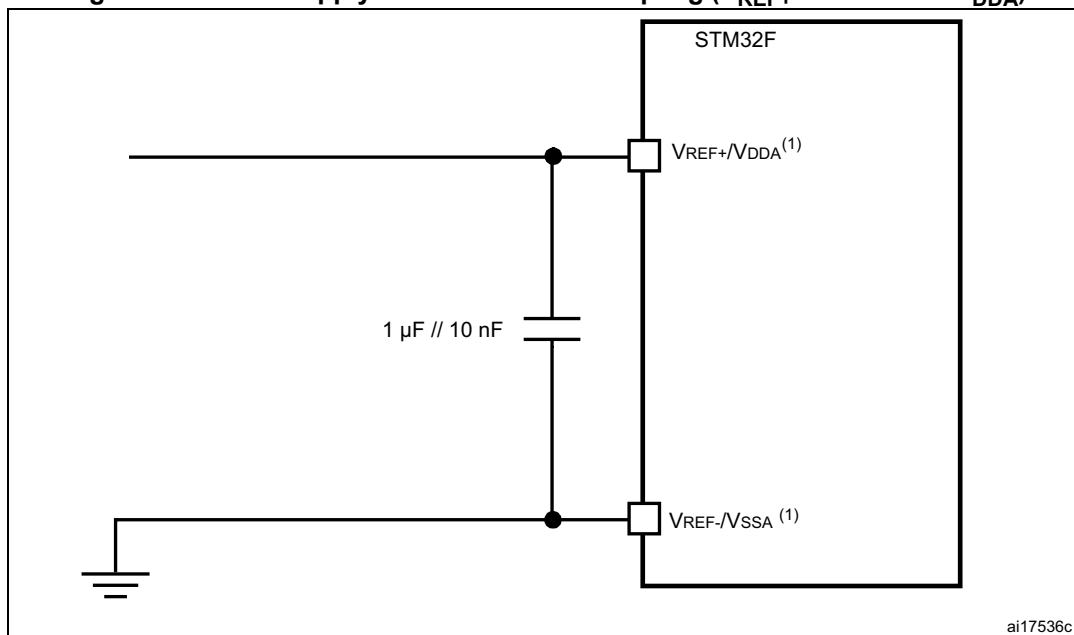 STM32F
VREF+/VDDA(1)
1 µF // 10 nF
VREF-/VSSA (1)
ai17536c